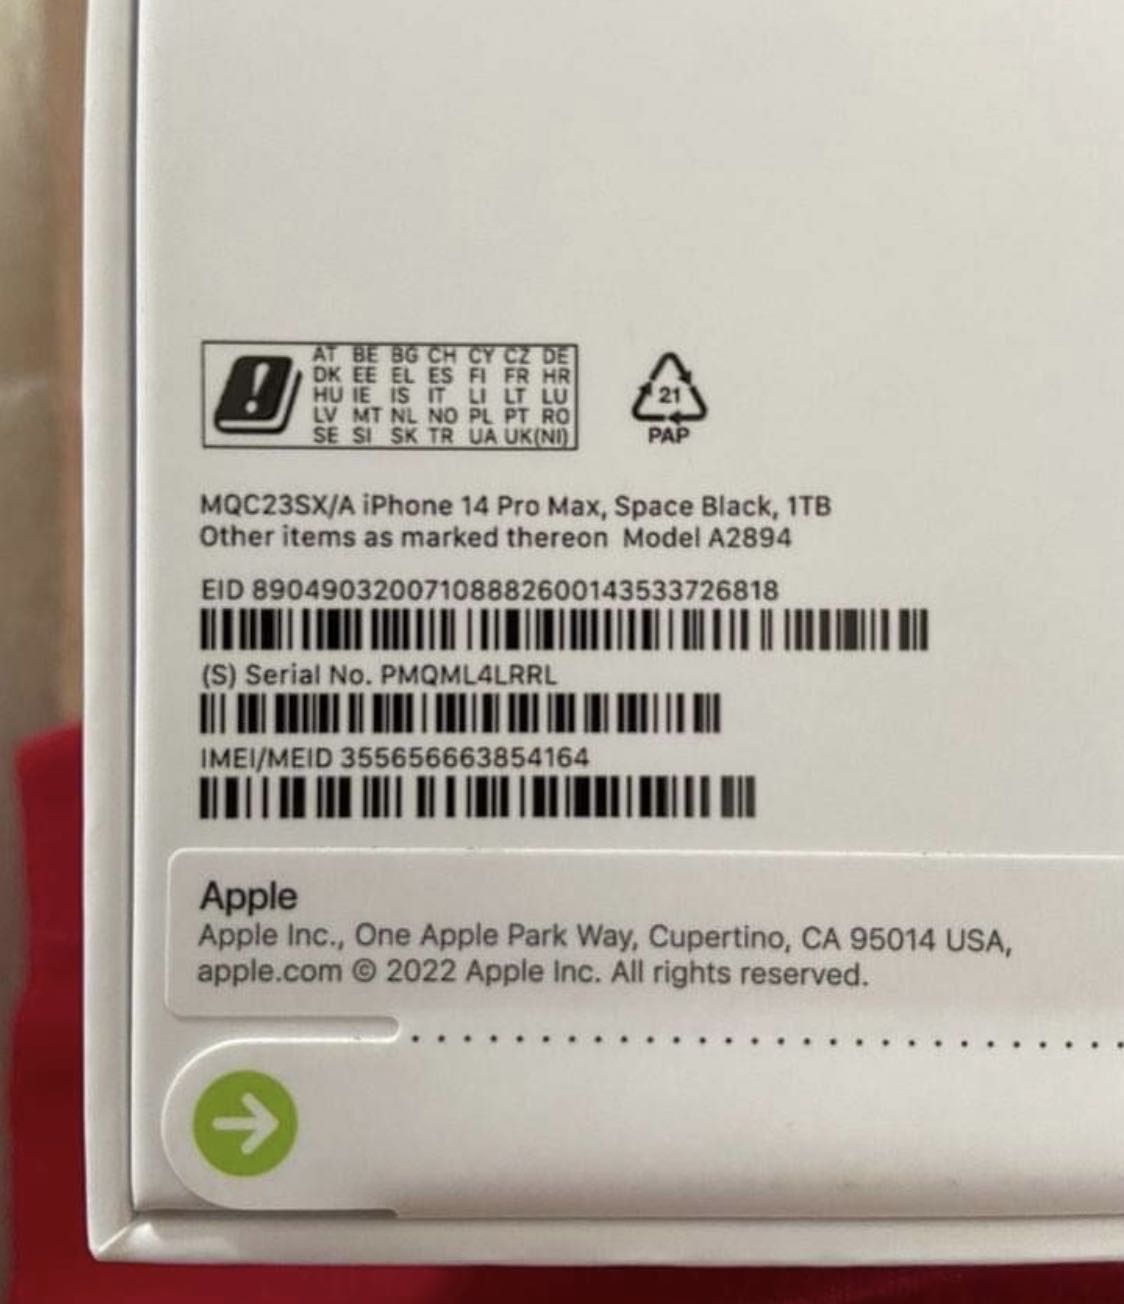 AT BE BG CH CY CZ DE
DK EE EL ES FI FR HR
HU IE IS IT LI LT LU
LV MT NL NO PL PT RO
SE SI SK TR UA UK(NI)
21
PAP
MQC23SX/A iPhone 14 Pro Max, Space Black, 1TB
Other items as marked thereon Model A2894
EID 89049032007108882600143533726818
(S) Serial No. PMQML4LRRL
IMEI/MEID 355656663854164
Apple
Apple Inc., One Apple Park Way, Cupertino, CA 95014 USA,
apple.com © 2022 Apple Inc. All rights reserved.